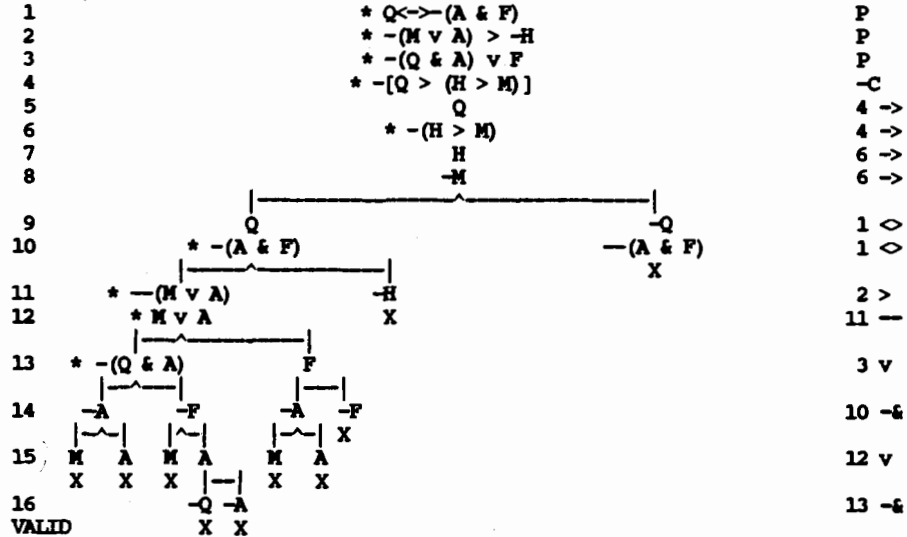 1 * Q<->-(A & F) P
2 * -(M v A) > -H P
3 * -(Q & A) v F P
4 * -[Q > (H > M)] -C
5 Q 4 ->
6 * -(H > M) 4 ->
7 H 6 ->
8 -M 6 ->
9 Q -Q 1 <>
10 * -(A & F) --(A & F) 1 <>
X
11 * --(M v A) -H 2 >
12 * M v A X 11 --
13 * -(Q & A) F 3 v
14 -A -F -A -F 10 -&
X
15 M A M A M A 12 v
X X X X X
16 -Q -A 13 -&
VALID X X